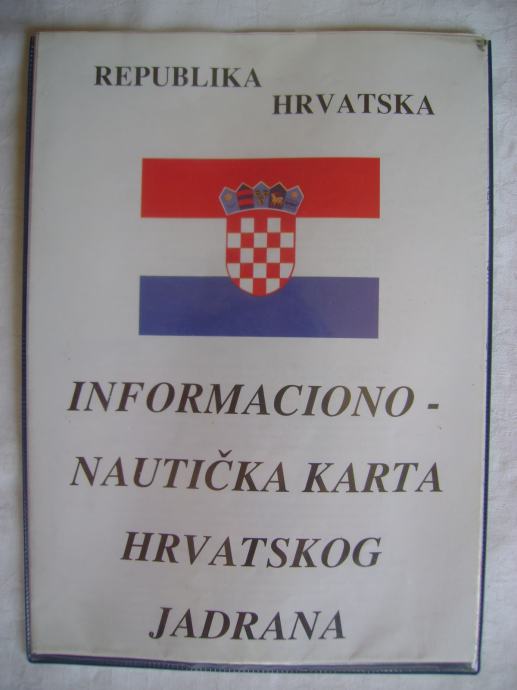 REPUBLIKA
HRVATSKA
INFORMACIONO -
NAUTIČKA KARTA
HRVATSKOG
JADRANA